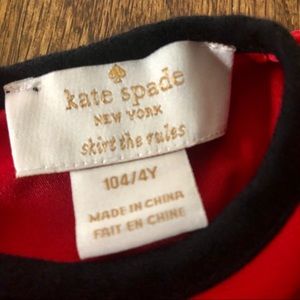 kate spade
NEW YORK
skirt the rules
104/4Y
MADE IN CHINA
FAIT EN CHINE